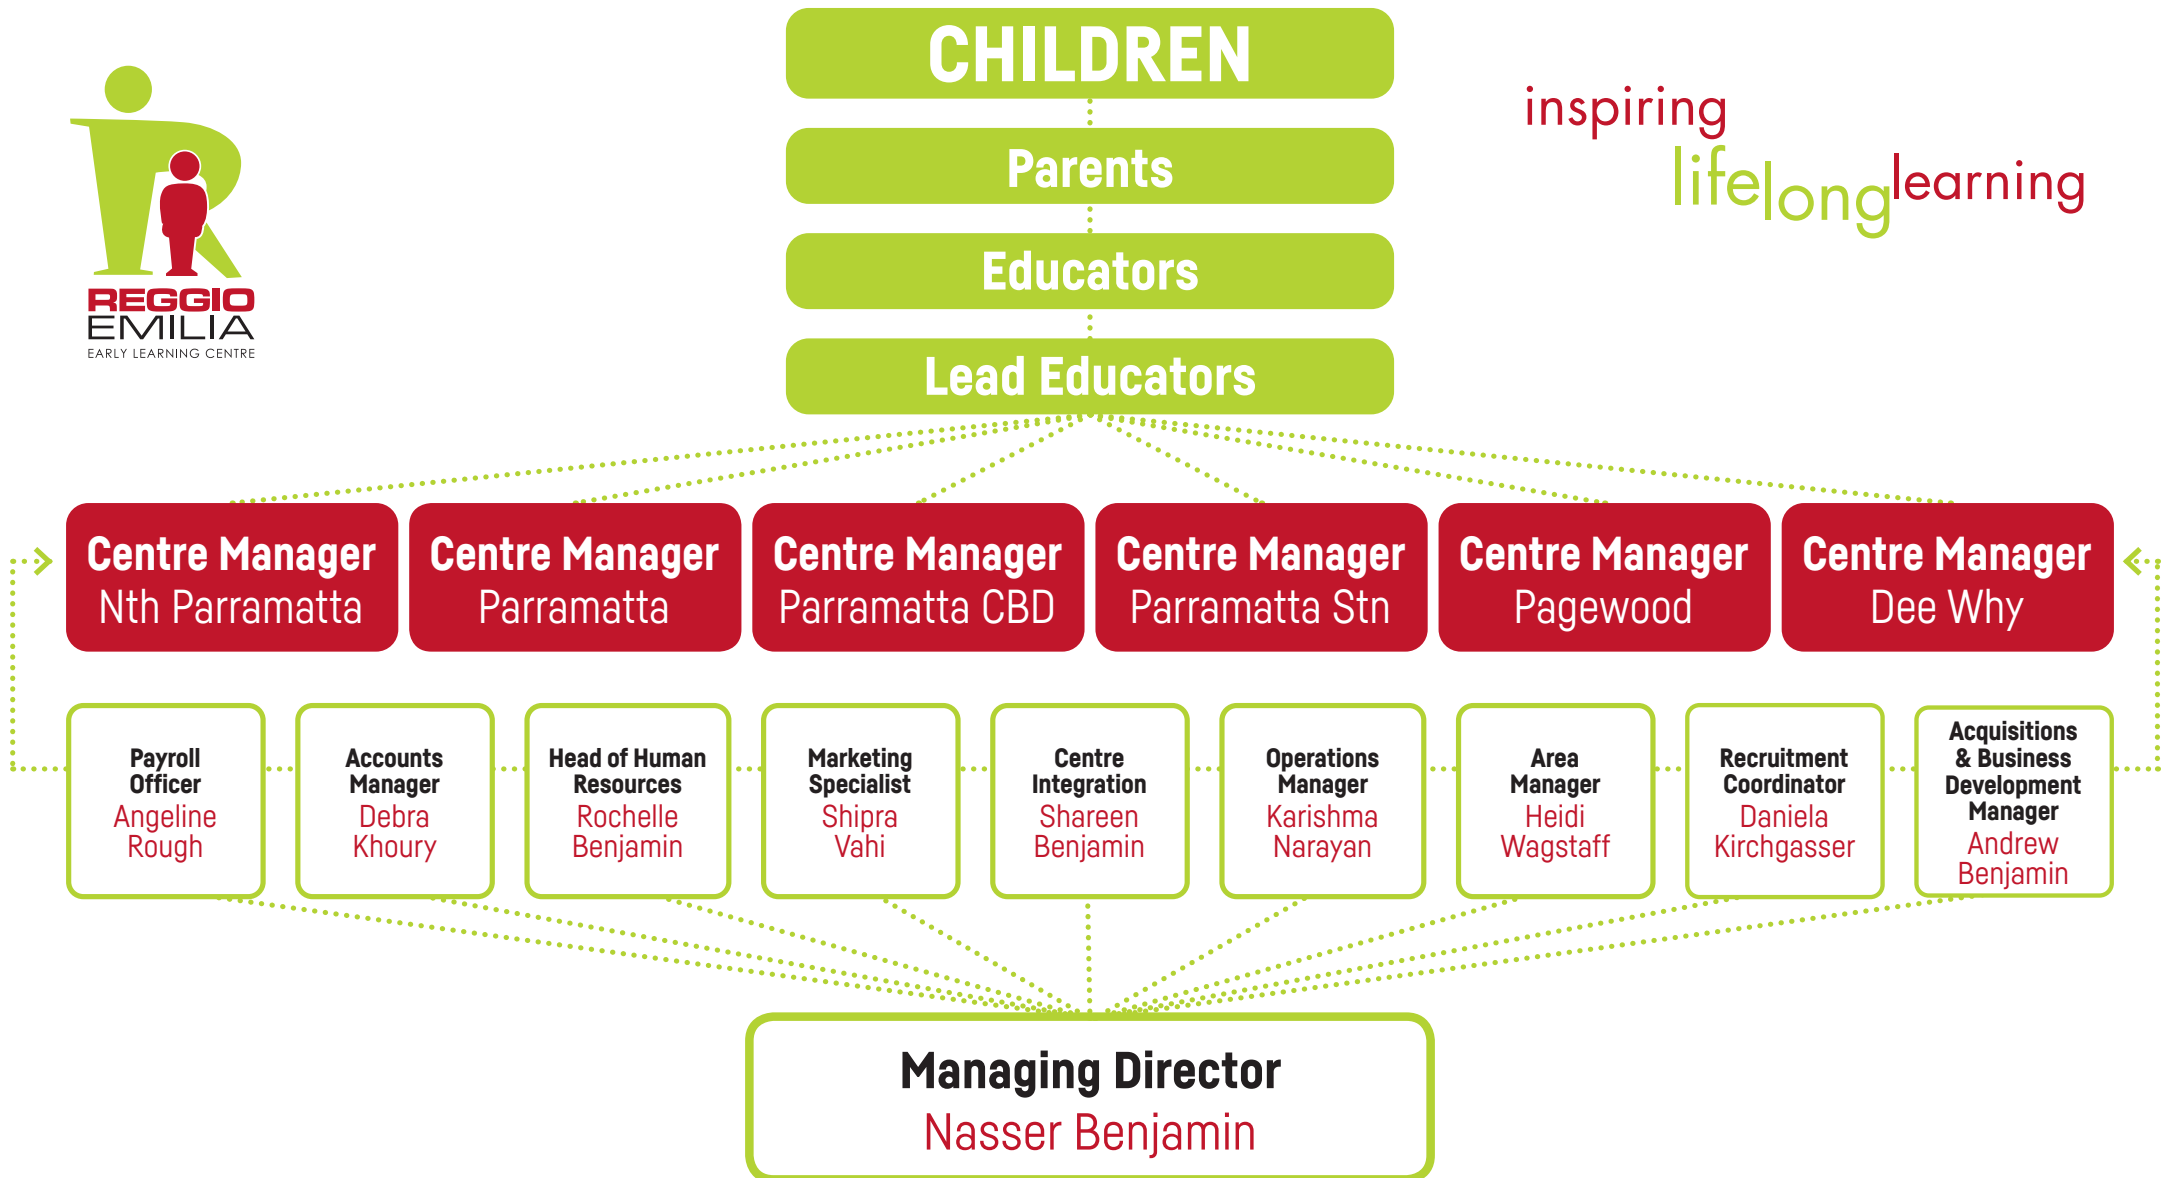 CHILDREN
REGGIO
EMILIA
EARLY LEARNING CENTRE
inspiring
lifelonglearning
Parents
Educators
Lead Educators
Centre Manager
Nth Parramatta
Centre Manager
Parramatta
Centre Manager
Parramatta CBD
Centre Manager
Parramatta Stn
Centre Manager
Pagewood
Centre Manager
Dee Why
Payroll
Officer
Angeline
Rough
Accounts
Manager
Debra
Khoury
Head of Human
Resources
Rochelle
Benjamin
Marketing
Specialist
Shipra
Vahi
Centre
Integration
Shareen
Benjamin
Operations
Manager
Karishma
Narayan
Area
Manager
Heidi
Wagstaff
Recruitment
Coordinator
Daniela
Kirchgasser
Acquisitions
& Business
Development
Manager
Andrew
Benjamin
Managing Director
Nasser Benjamin